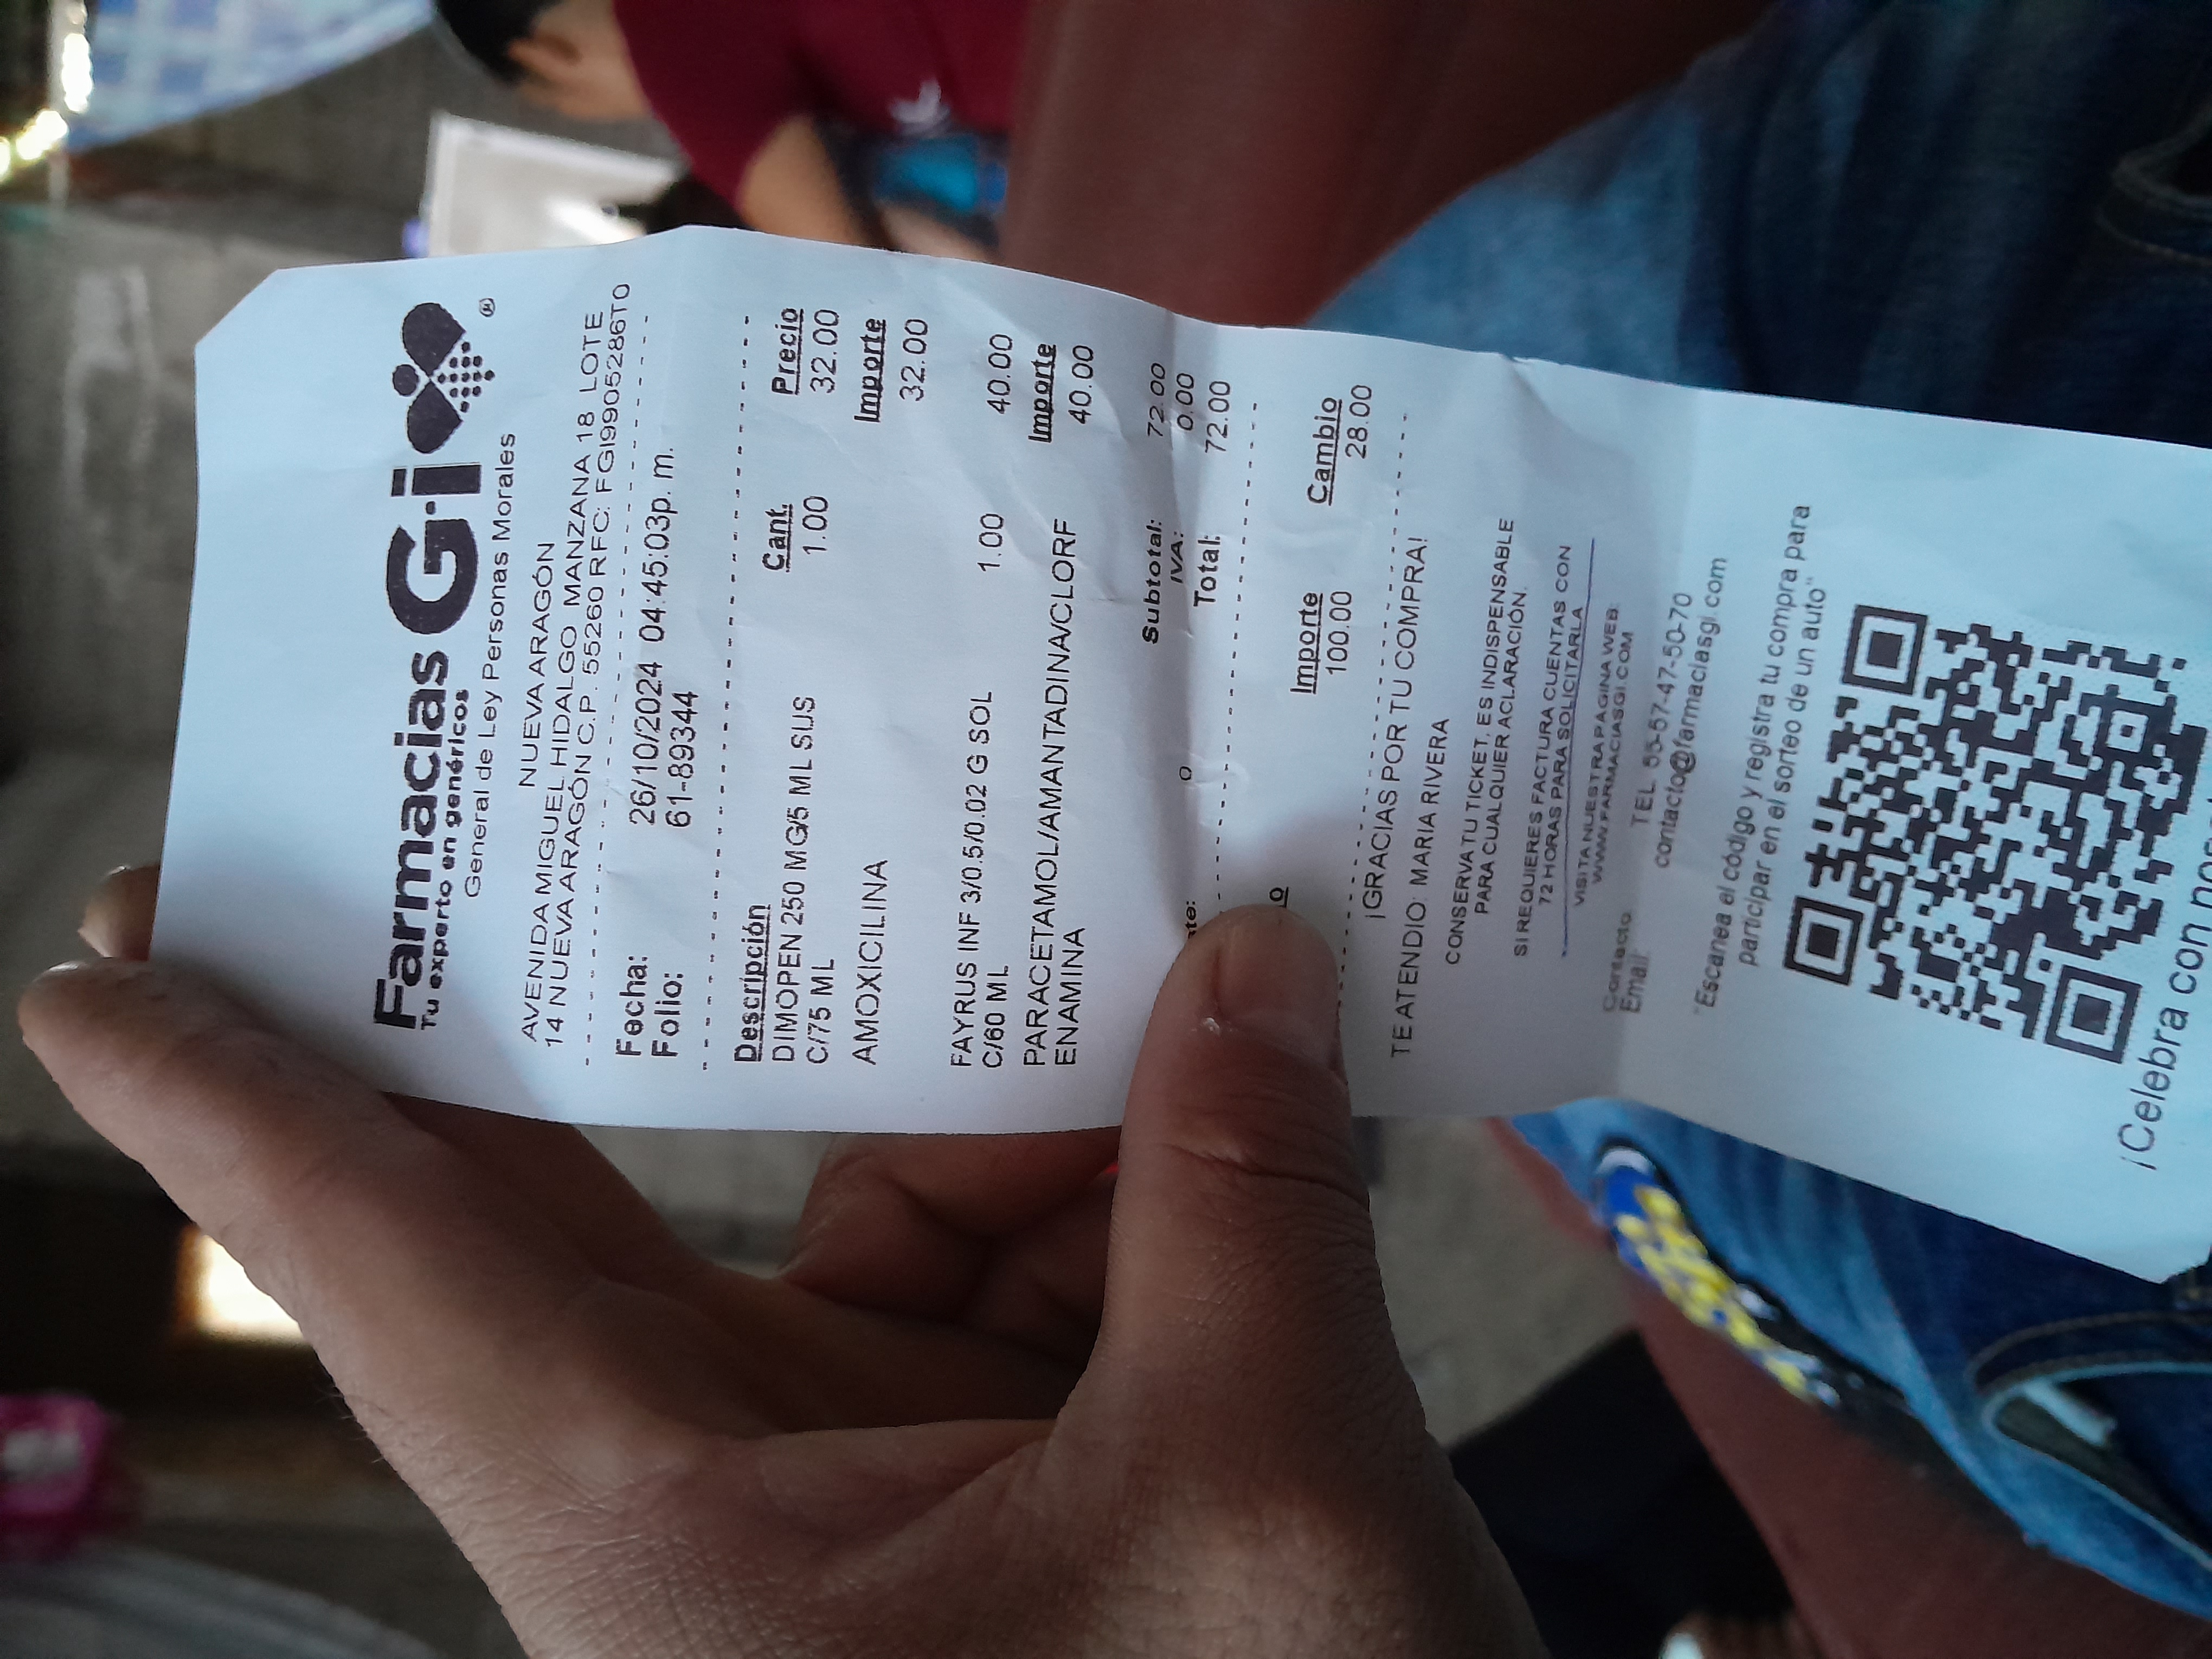 Farmacias Gi ®
Tu experto en genéricos
General de Ley Personas Morales
NUEVA ARAGÓN
AVENIDA MIGUEL HIDALGO MANZANA 18 LOTE
14 NUEVA ARAGÓN C.P. 55260 RFC: FGI9905286T0
Fecha: 26/10/2024 04:45:03p. m.
Folio: 61-89344
Descripción Cant. Precio
DIMOPEN 250 MG/5 ML SUS 1.00 32.00
C/75 ML
Importe
AMOXICILINA 32.00
FAYRUS INF 3/0.5/0.02 G SOL 1.00 40.00
C/60 ML
PARACETAMOL/AMANTADINA/CLORF Importe
ENAMINA 40.00
Subtotal: 72.00
IVA: 0.00
0 Total: 72.00
Importe Cambio
100.00 28.00
¡GRACIAS POR TU COMPRA!
TE ATENDIO: MARIA RIVERA
CONSERVA TU TICKET, ES INDISPENSABLE
PARA CUALQUIER ACLARACIÓN.
SI REQUIERES FACTURA CUENTAS CON
72 HORAS PARA SOLICITARLA
VISITA NUESTRA PAGINA WEB:
WWW.FARMACIASGI.COM
Contacto TEL 55-57-47-50-70
Email contacto@farmaciasgi.com
"Escanea el código y registra tu compra para
participar en el sorteo de un auto"
¡Celebra con